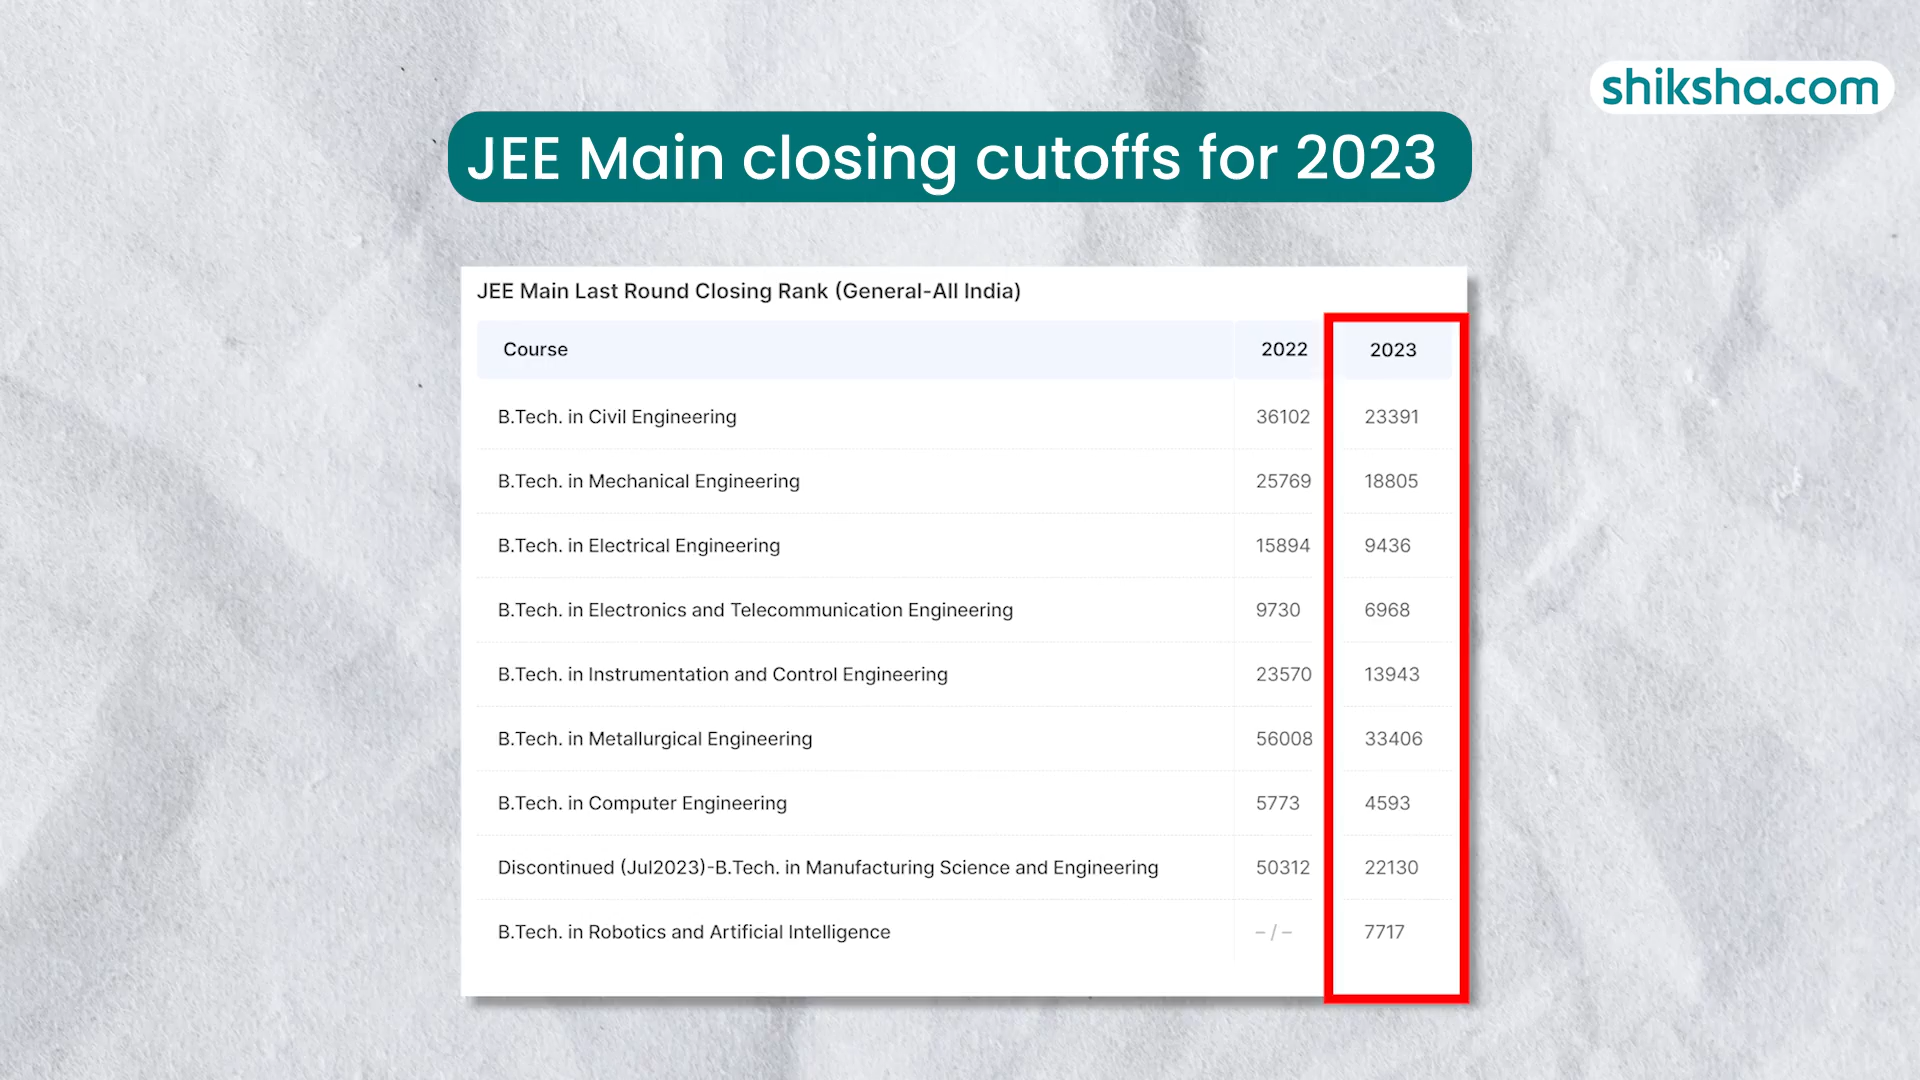 shiksha.com
JEE Main closing cutoffs for 2023
JEE Main Last Round Closing Rank (General-All India)
Course 2022 2023
B.Tech. in Civil Engineering 36102 23391
B.Tech. in Mechanical Engineering 25769 18805
B.Tech. in Electrical Engineering 15894 9436
B.Tech. in Electronics and Telecommunication Engineering 9730 6968
B.Tech. in Instrumentation and Control Engineering 23570 13943
B.Tech. in Metallurgical Engineering 56008 33406
B.Tech. in Computer Engineering 5773 4593
Discontinued (Jul2023)-B.Tech. in Manufacturing Science and Engineering 50312 22130
B.Tech. in Robotics and Artificial Intelligence – / – 7717